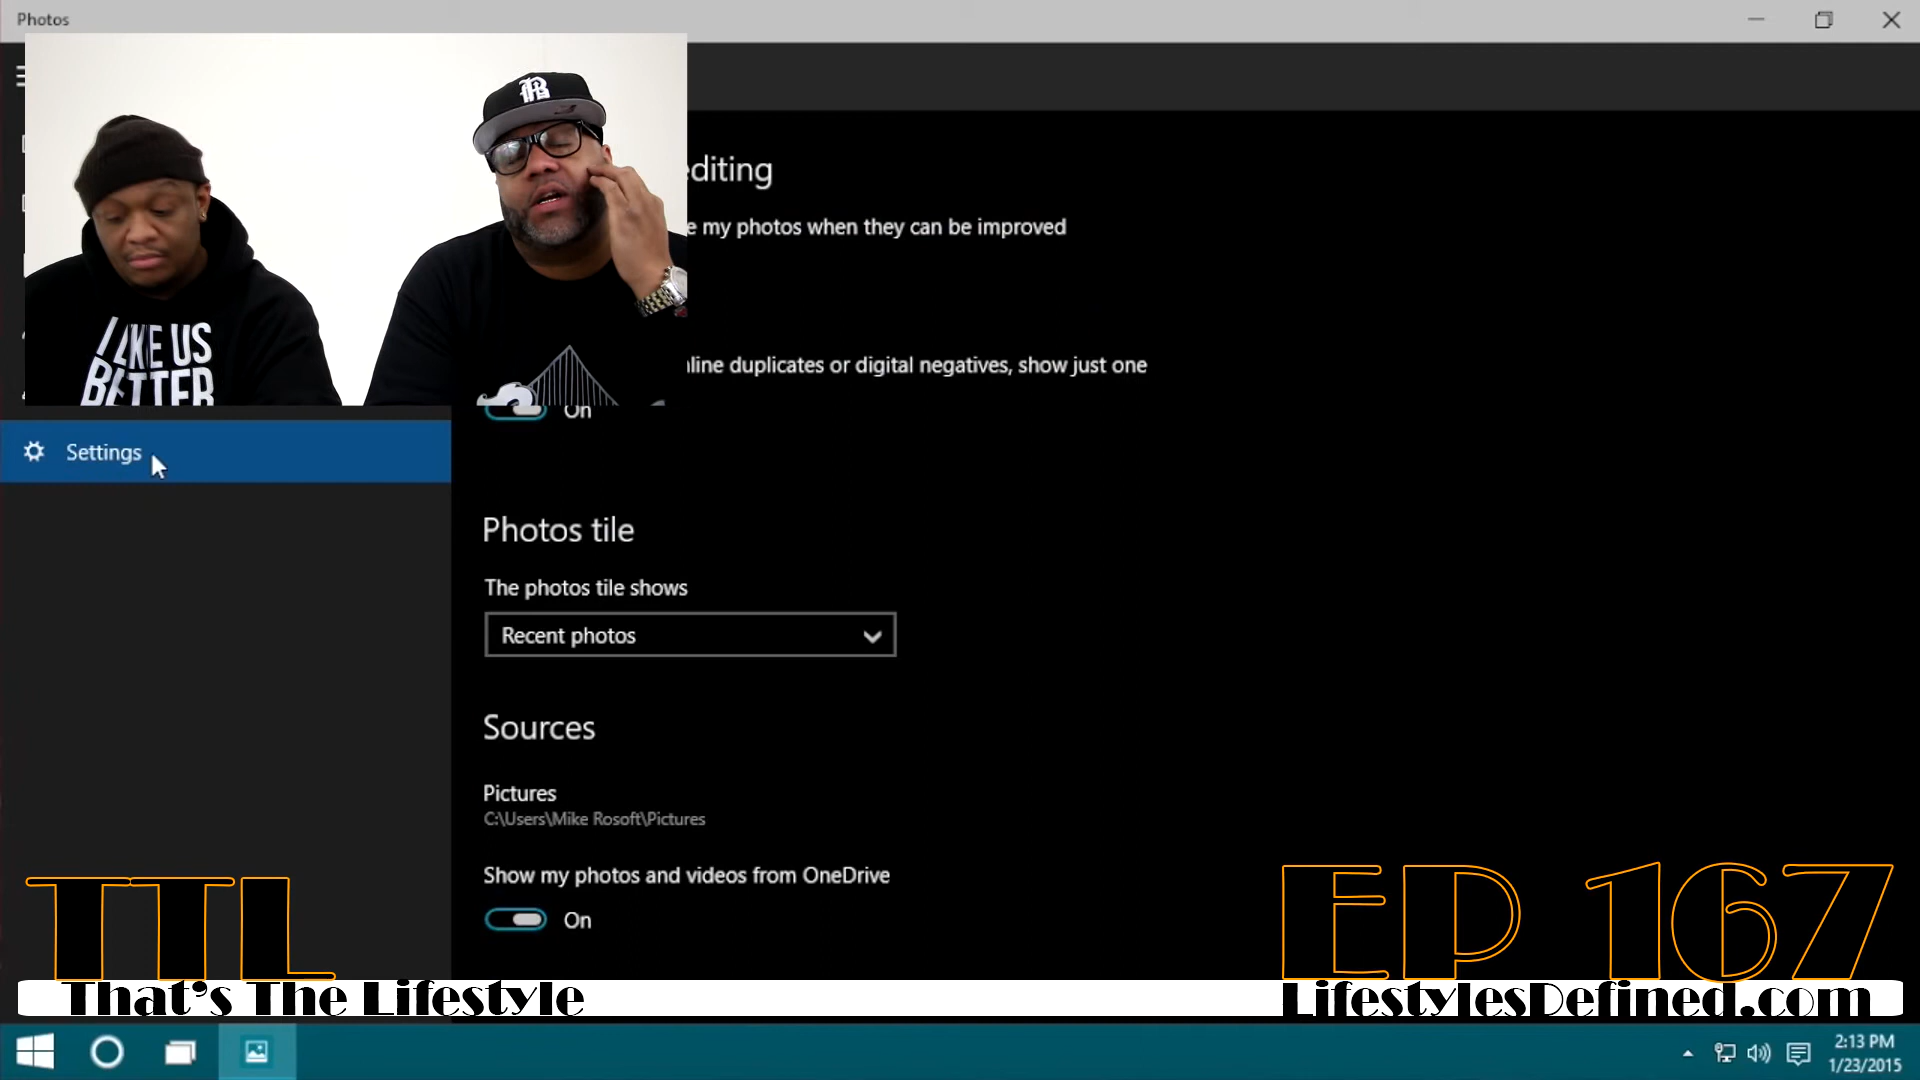 Photos
editing
e my photos when they can be improved
nline duplicates or digital negatives, show just one
On
I LIKE US
BETTER
Settings
Photos tile
The photos tile shows
Recent photos
Sources
Pictures
C:\Users\Mike Rosoft\Pictures
Show my photos and videos from OneDrive
On
TTL
EP 167
That's The Lifestyle
LifestylesDefined.com
2:13 PM
1/23/2015